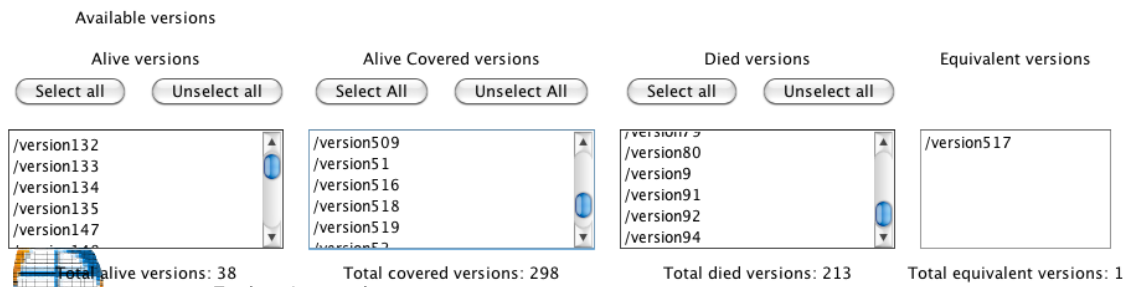 Available versions
Alive versions
Alive Covered versions
Died versions
Equivalent versions
Select all
Unselect all
Select All
Unselect All
Select all
Unselect all
/version132
/version133
/version134
/version135
/version147
/version509
/version51
/version516
/version518
/version519
/version52
/version79
/version80
/version9
/version91
/version92
/version94
/version517
Total alive versions: 38
Total covered versions: 298
Total died versions: 213
Total equivalent versions: 1